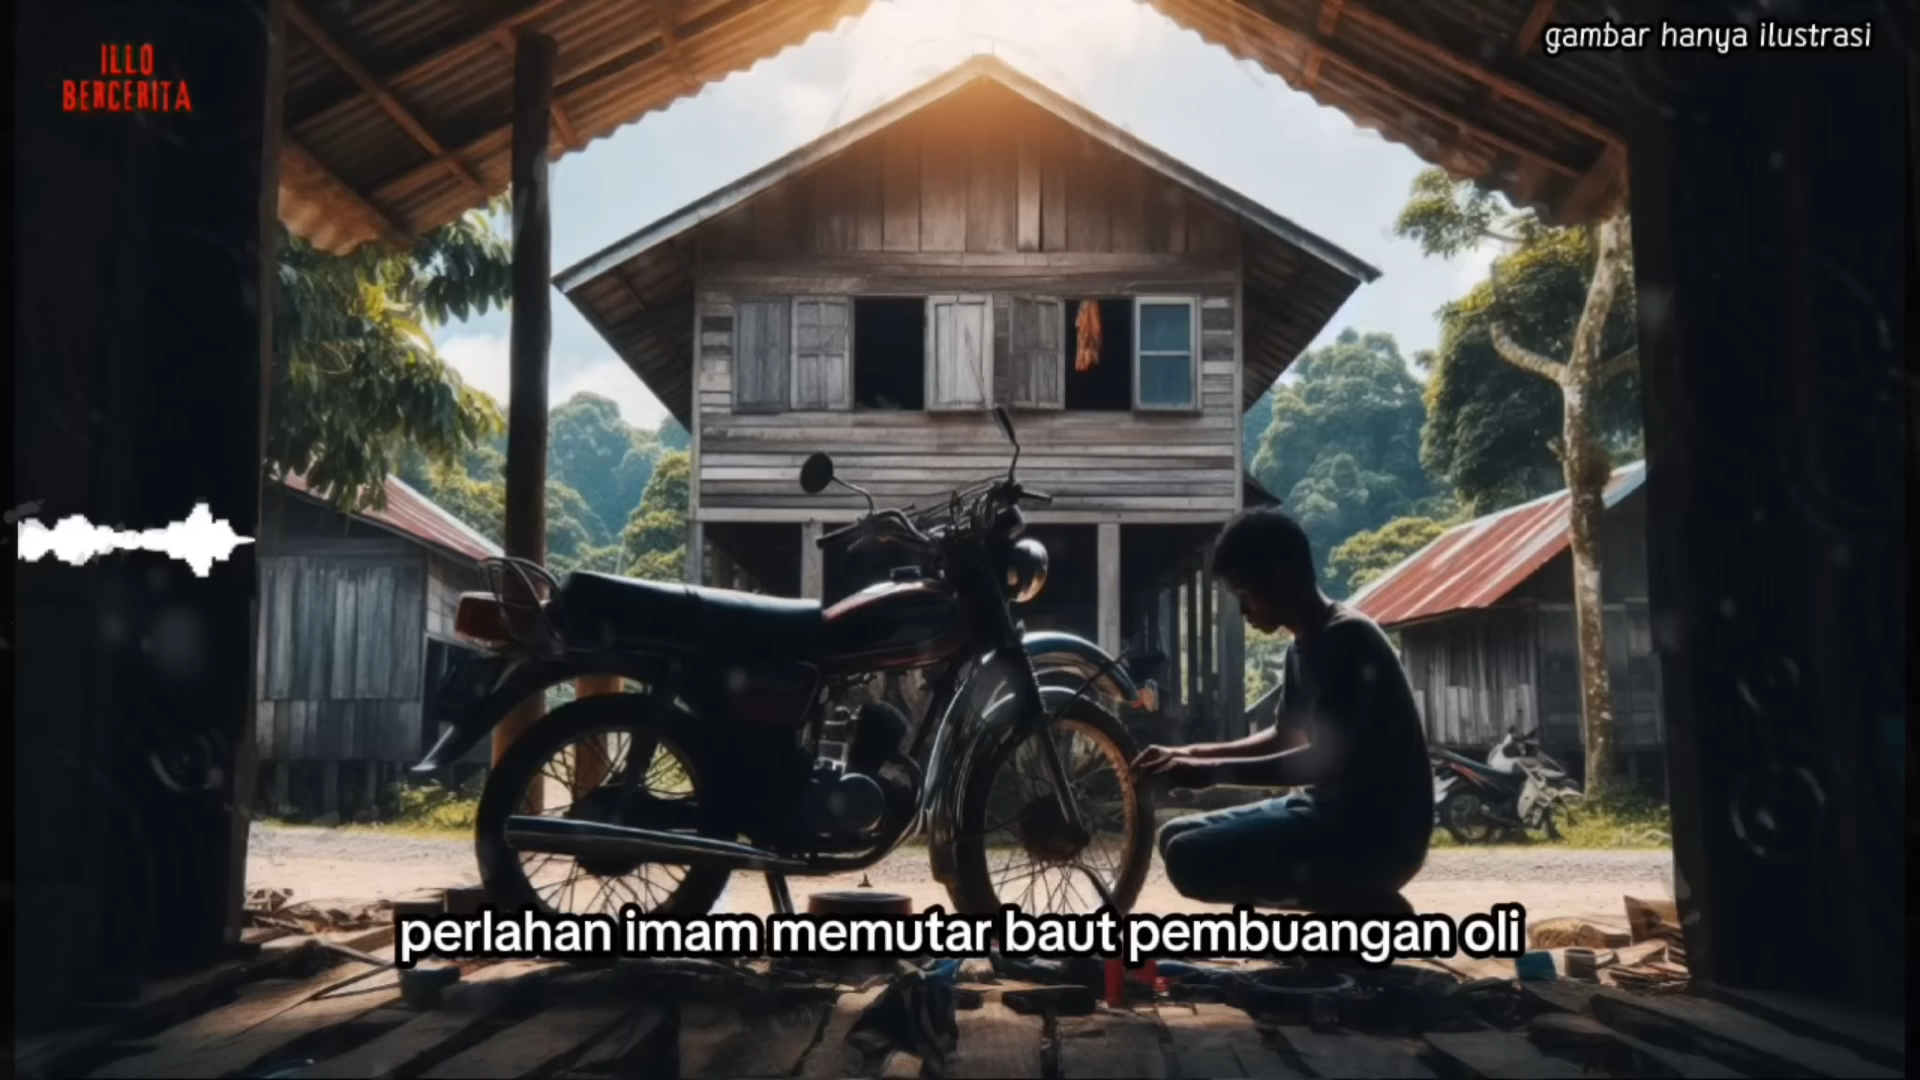 ILLO
BERCERITA
gambar hanya ilustrasi
perlahan imam memutar baut pembuangan oli